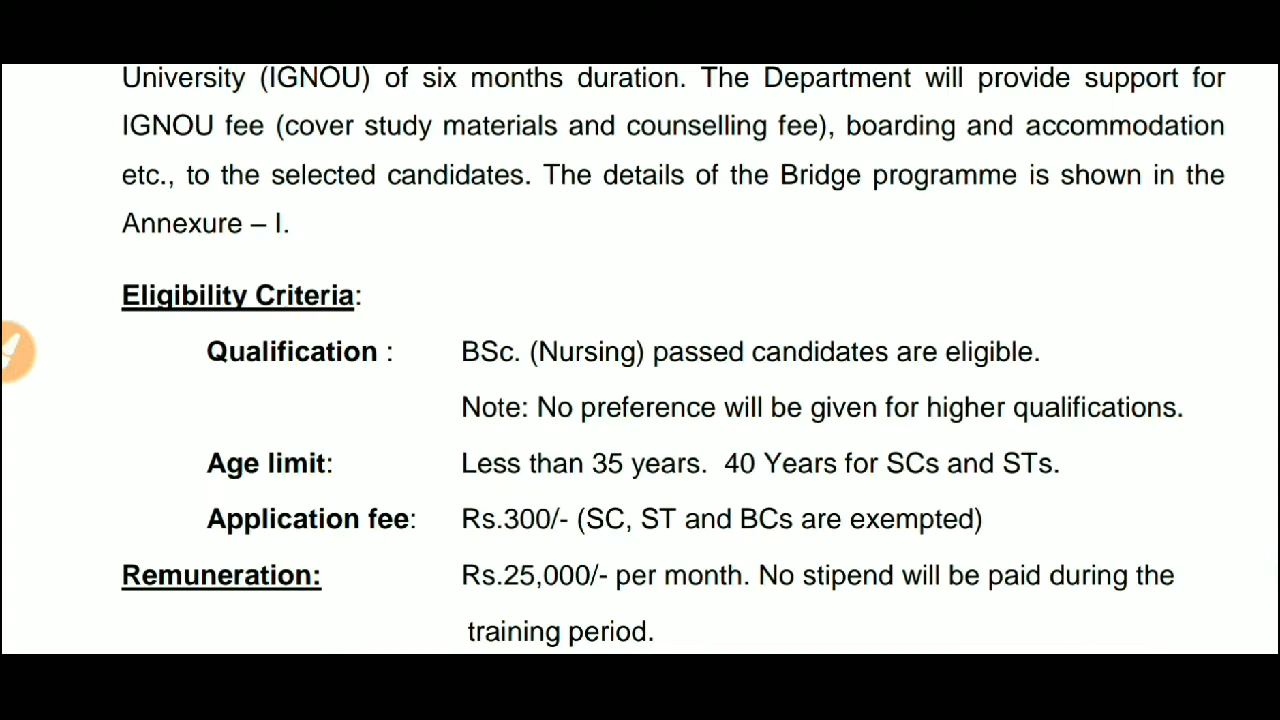 University (IGNOU) of six months duration. The Department will provide support for
IGNOU fee (cover study materials and counselling fee), boarding and accommodation
etc., to the selected candidates. The details of the Bridge programme is shown in the
Annexure – I.
Eligibility Criteria:
Qualification : BSc. (Nursing) passed candidates are eligible.
Note: No preference will be given for higher qualifications.
Age limit: Less than 35 years. 40 Years for SCs and STs.
Application fee: Rs.300/- (SC, ST and BCs are exempted)
Remuneration: Rs.25,000/- per month. No stipend will be paid during the
training period.